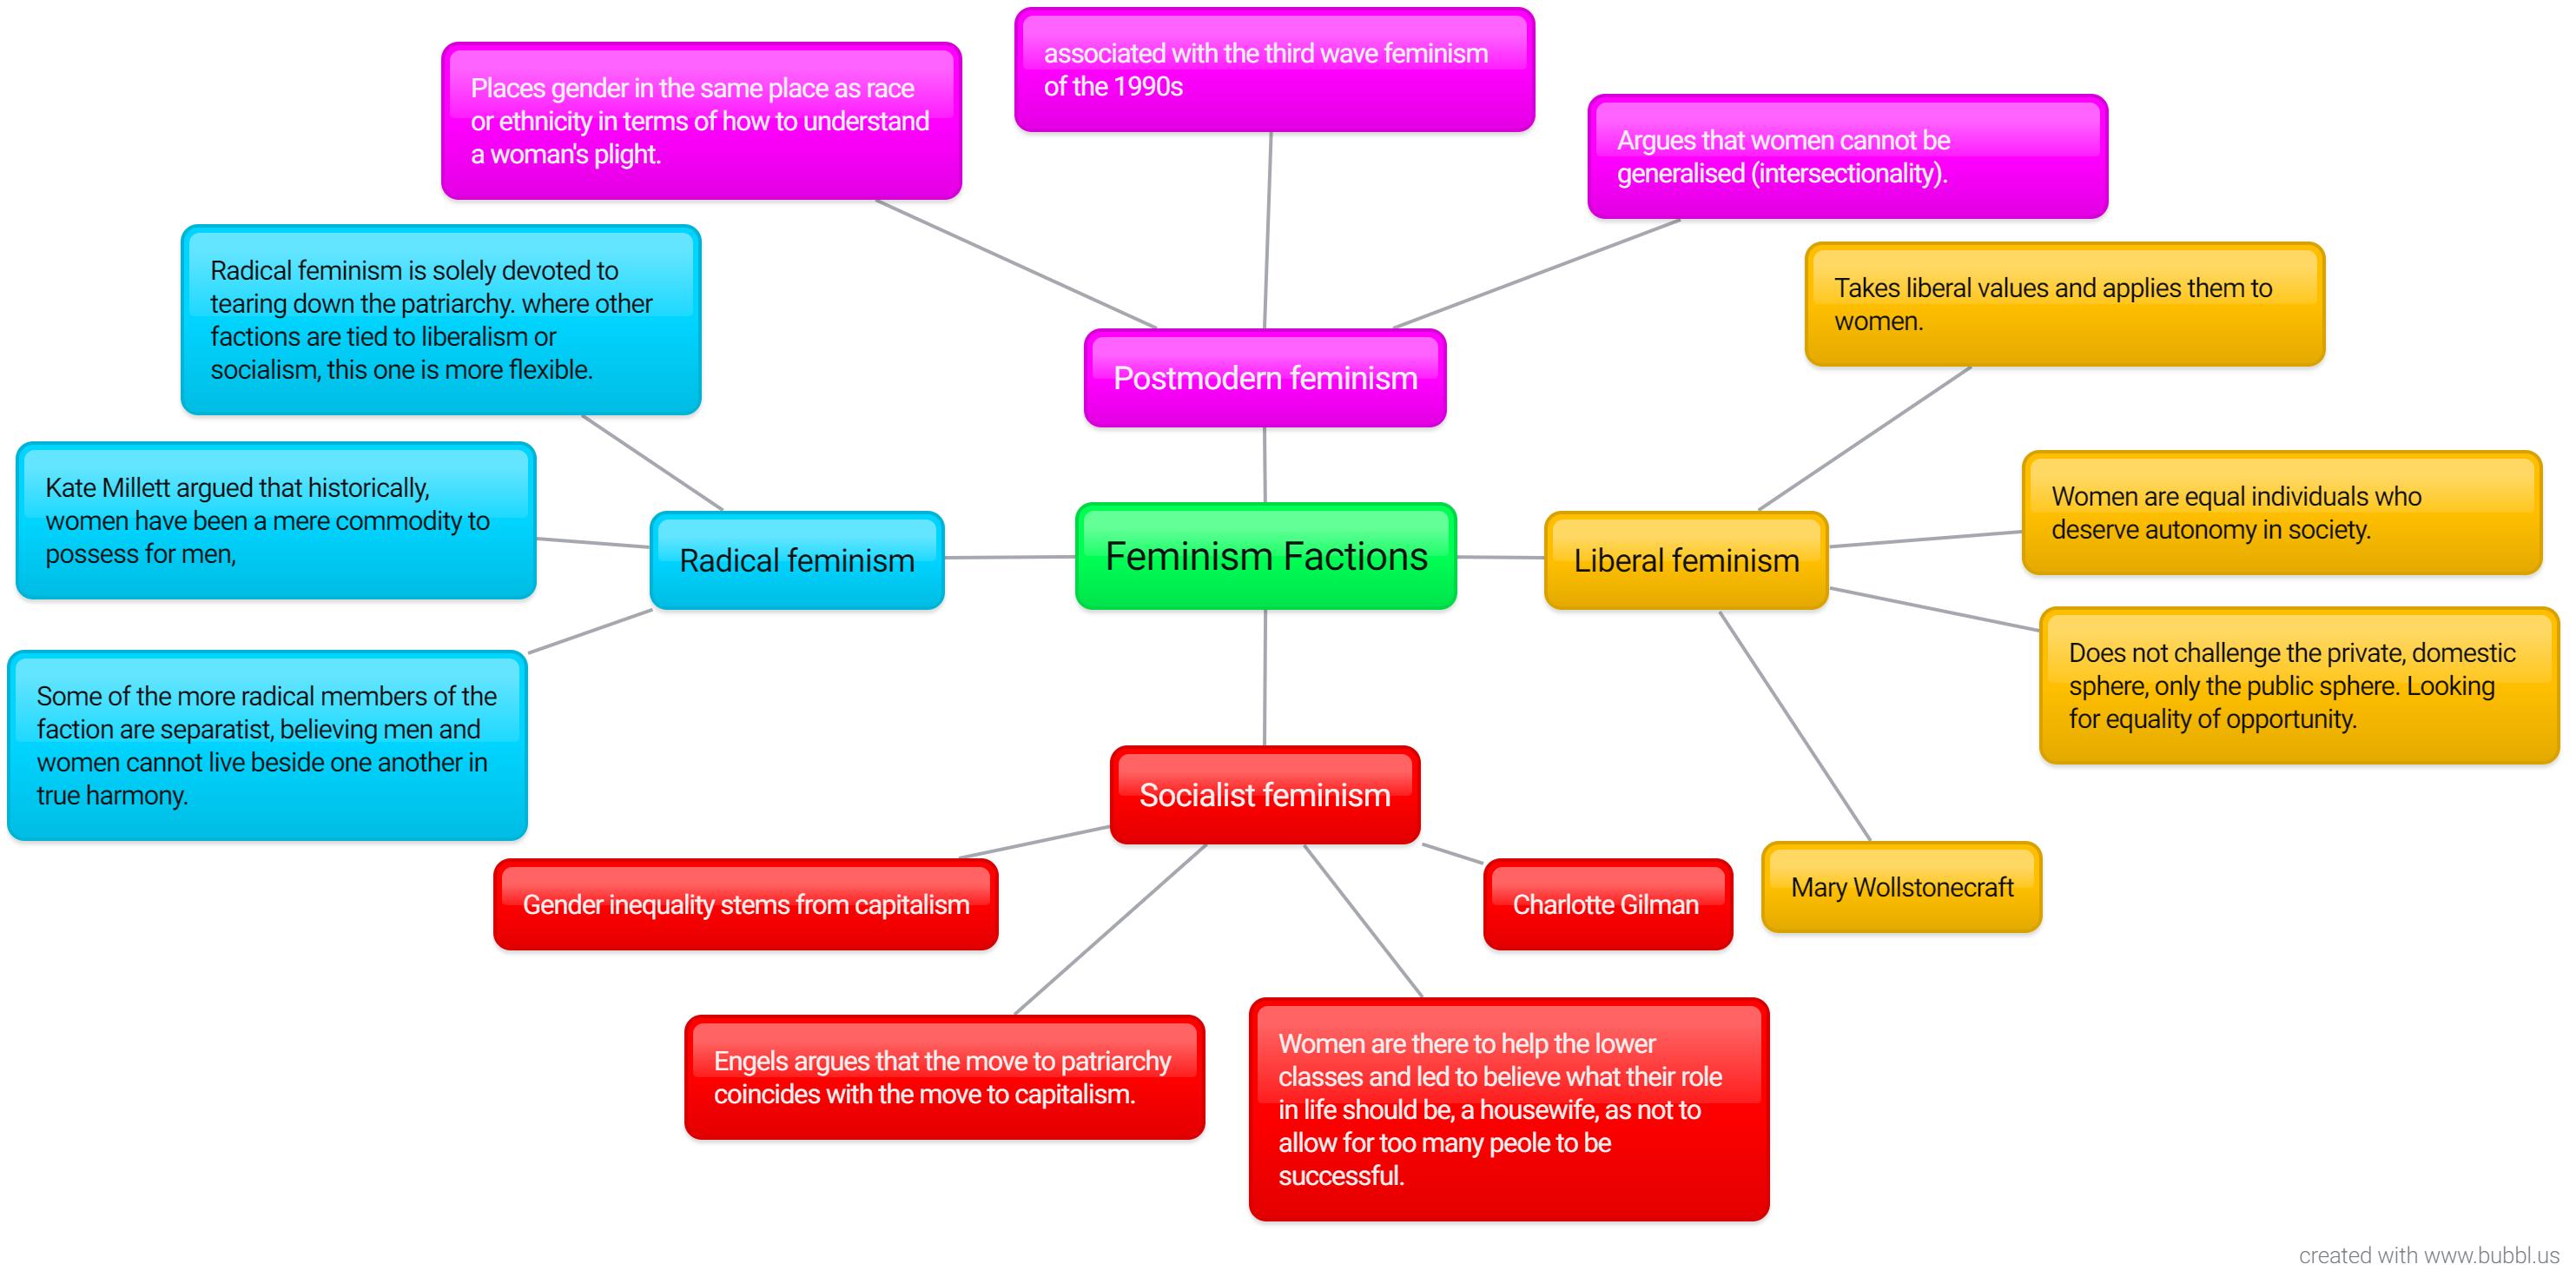 associated with the third wave feminism
of the 1990s
Places gender in the same place as race
or ethnicity in terms of how to understand
a woman's plight.
Argues that women cannot be
generalised (intersectionality).
Radical feminism is solely devoted to
tearing down the patriarchy. where other
factions are tied to liberalism or
socialism, this one is more flexible.
Takes liberal values and applies them to
women.
Postmodern feminism
Kate Millett argued that historically,
women have been a mere commodity to
possess for men,
Radical feminism
Feminism Factions
Liberal feminism
Women are equal individuals who
deserve autonomy in society.
Some of the more radical members of the
faction are separatist, believing men and
women cannot live beside one another in
true harmony.
Does not challenge the private, domestic
sphere, only the public sphere. Looking
for equality of opportunity.
Socialist feminism
Gender inequality stems from capitalism
Charlotte Gilman
Mary Wollstonecraft
Engels argues that the move to patriarchy
coincides with the move to capitalism.
Women are there to help the lower
classes and led to believe what their role
in life should be, a housewife, as not to
allow for too many peole to be
successful.
created with www.bubbl.us